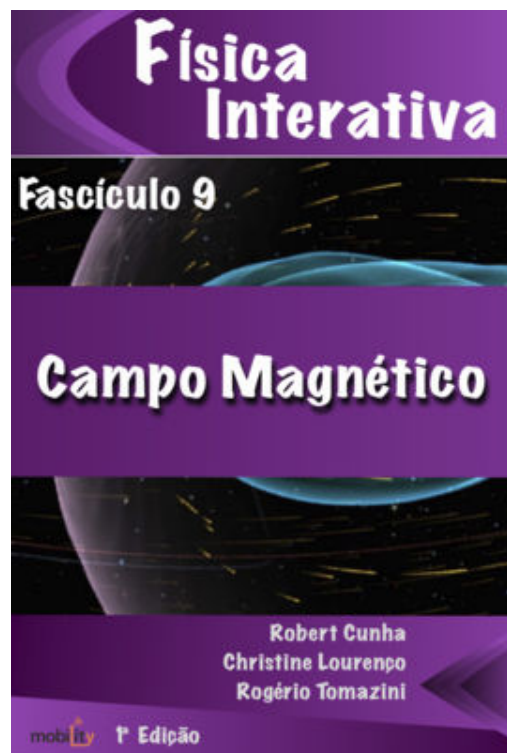 Física
Interativa
Fascículo 9
Campo Magnético
Robert Cunha
Christine Lourenço
Rogério Tomazini
mobility
1ª Edição